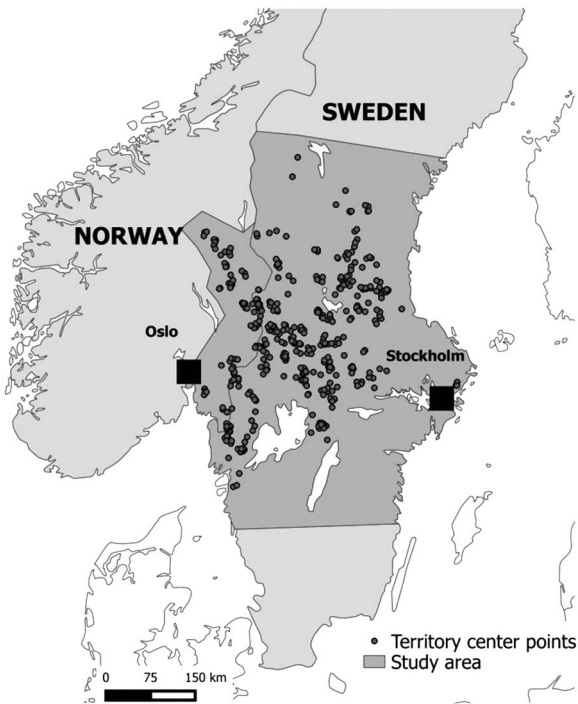 SWEDEN
NORWAY
Oslo
Stockholm
Territory center points
Study area
0 75 150 km